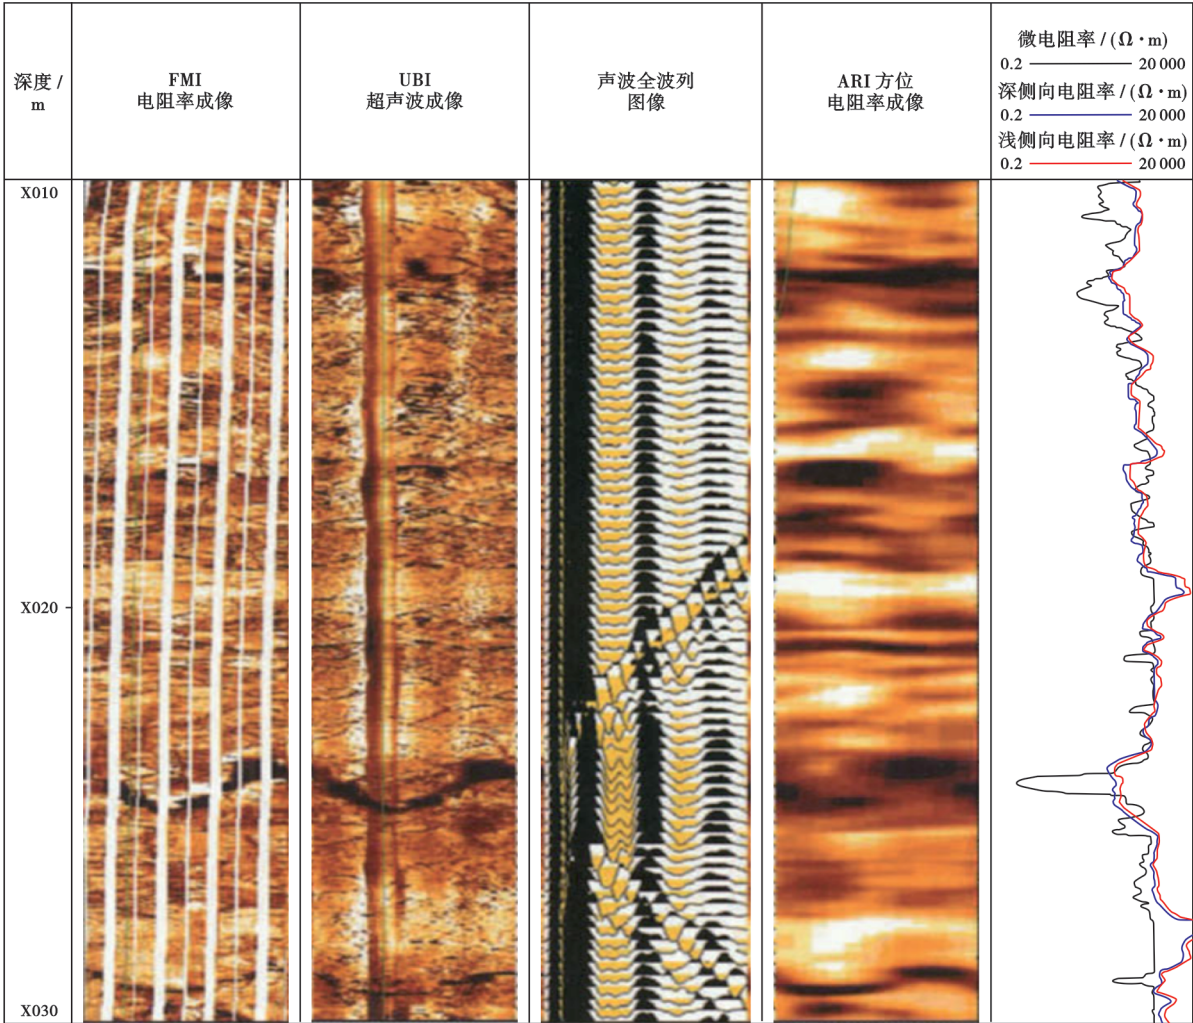 深度 /
m
FMI
电阻率成像
UBI
超声波成像
声波全波列
图像
ARI 方位
电阻率成像
微电阻率 / (Ω·m)
0.2 20 000
深侧向电阻率 / (Ω·m)
0.2 20 000
浅侧向电阻率 / (Ω·m)
0.2 20 000
X010
X020
X030